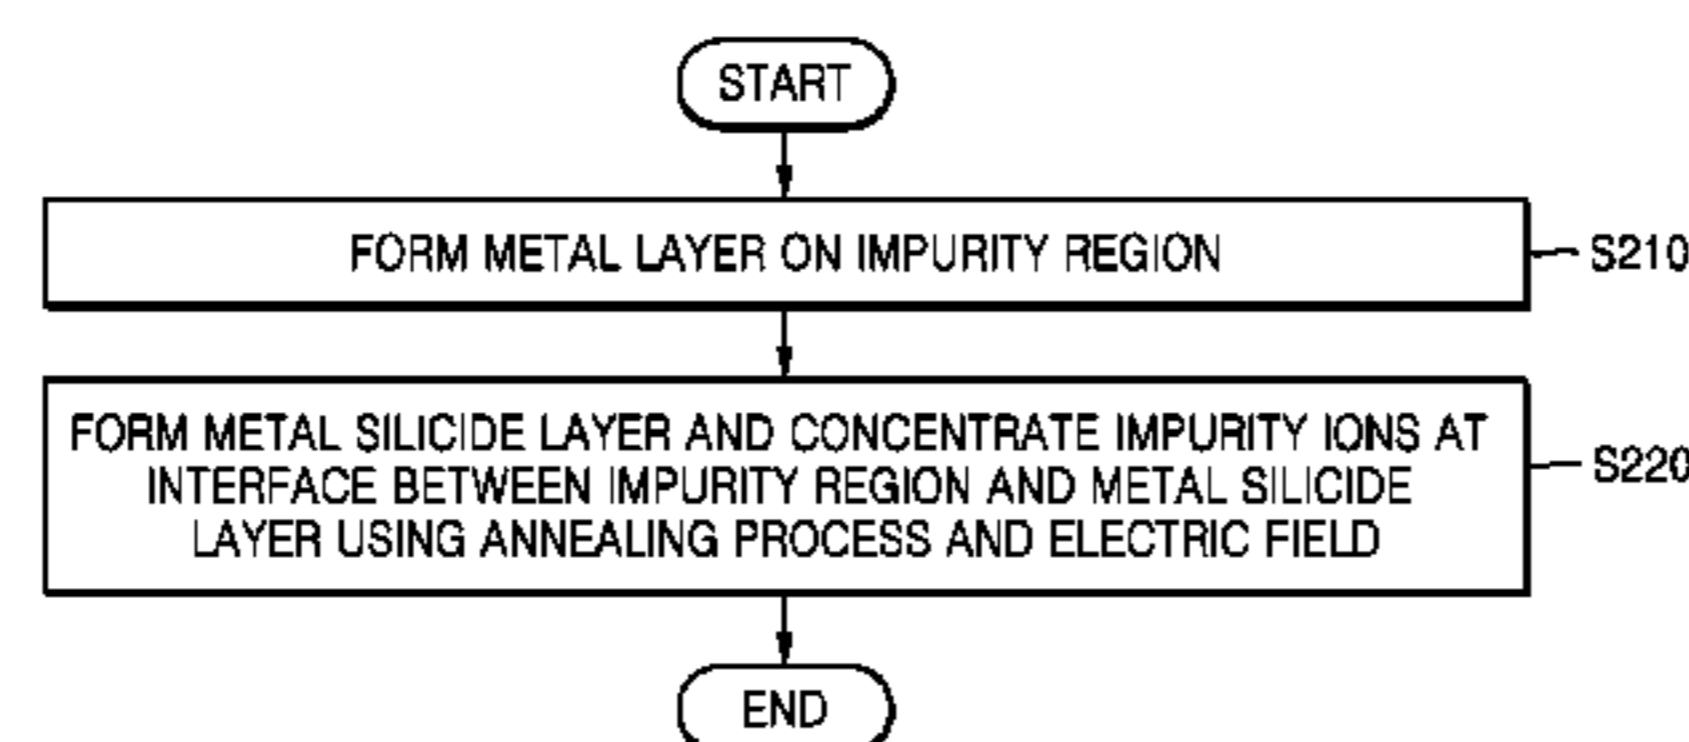 START
FORM METAL LAYER ON IMPURITY REGION
S210
FORM METAL SILICIDE LAYER AND CONCENTRATE IMPURITY IONS AT
INTERFACE BETWEEN IMPURITY REGION AND METAL SILICIDE
LAYER USING ANNEALING PROCESS AND ELECTRIC FIELD
S220
END